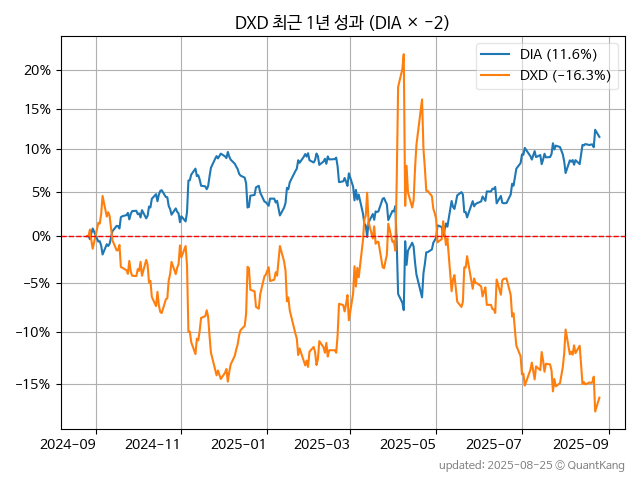 DXD 최근 1년 성과 (DIA × −2)
DIA (11.6%)
DXD (−16.3%)
20%
15%
10%
5%
0%
−5%
−10%
−15%
2024−09 2024−11 2025−01 2025−03 2025−05 2025−07 2025−09
updated: 2025−08−25 © QuantKang